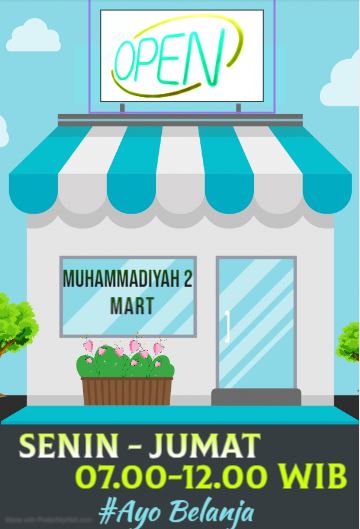 OPEN
MUHAMMADIYAH 2
MART
SENIN - JUMAT
07.00-12.00 WIB
#Ayo Belanja